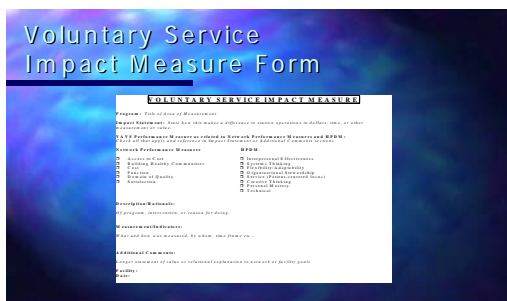 Voluntary Service
Impact Measure Form
VOLUNTARY SERVICE IMPACT MEASURE
Program: Title of Area of Measurement
Impact Statement: State how this makes a difference to station operations in dollars, time, or other
measurement or value.
VAVS Performance Measure as related to Network Performance Measures and HPDM:
Check all that apply and reference in Impact Statement or Additional Comments sections
Network Performance Measures HPDM
Access to Care Interpersonal Effectiveness
Building Healthy Communities Systems Thinking
Cost Flexibility/Adaptability
Function Organizational Stewardship
Domain of Quality Service (Patient-centered focus)
Satisfaction Creative Thinking
Personal Mastery
Technical
Description/Rationale:
Of program, intervention, or reason for doing.
Measurement/Indicators:
What and how was measured, by whom, time frame etc...
Additional Comments:
Longer statement of value or relational explanation to network or facility goals
Facility:
Date: